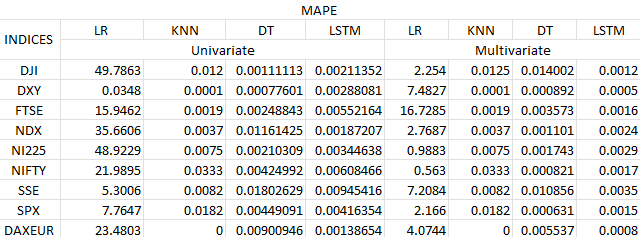 MAPE
INDICES LR KNN DT LSTM LR KNN DT LSTM
Univariate Multivariate
DJI 49.7863 0.012 0.00111113 0.00211352 2.254 0.0125 0.014002 0.0012
DXY 0.0348 0.0001 0.00077601 0.00288081 7.4827 0.0001 0.000892 0.0005
FTSE 15.9462 0.0019 0.00248843 0.00552164 16.7285 0.0019 0.003573 0.0016
NDX 35.6606 0.0037 0.01161425 0.00187207 2.7687 0.0037 0.001101 0.0024
NI225 48.9229 0.0075 0.00210309 0.00344638 0.9883 0.0075 0.001743 0.0029
NIFTY 21.9895 0.0333 0.00424992 0.00608466 0.563 0.0333 0.000821 0.0017
SSE 5.3006 0.0082 0.01802629 0.00945416 7.2084 0.0082 0.010856 0.0035
SPX 7.7647 0.0182 0.00449091 0.00416354 2.166 0.0182 0.000631 0.0015
DAXEUR 23.4803 0 0.00900946 0.00138654 4.0744 0 0.005537 0.0008